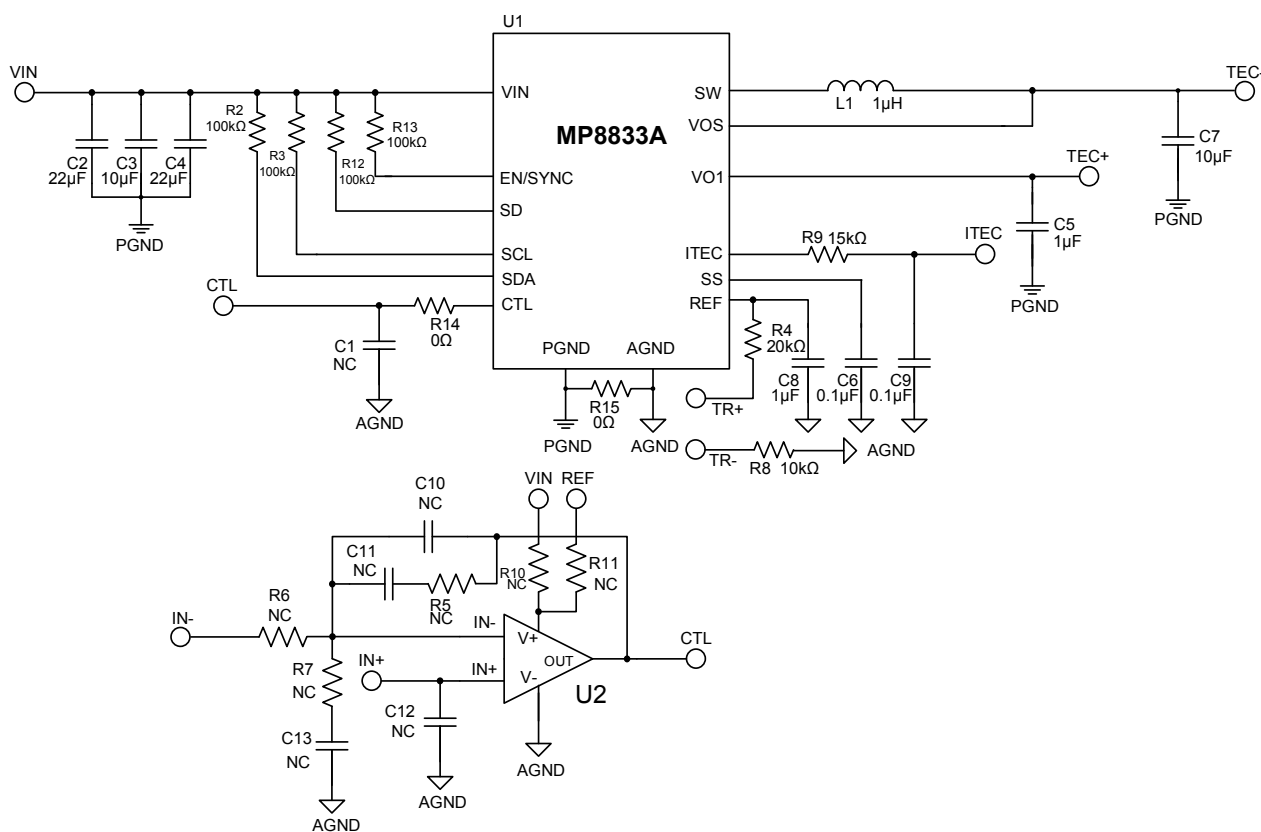 U1
MP8833A
VIN
VIN
C2
22µF
C3
10µF
C4
22µF
PGND
R2
100kΩ
R3
100kΩ
R12
100kΩ
R13
100kΩ
EN/SYNC
SD
SCL
SDA
CTL
CTL
R14
0Ω
C1
NC
AGND
PGND
AGND
R15
0Ω
PGND
AGND
SW
VOS
VO1
ITEC
SS
REF
L1
1µH
TEC-
C7
10µF
PGND
TEC+
C5
1µF
PGND
R9 15kΩ
ITEC
R4
20kΩ
C8
1µF
C6
0.1µF
C9
0.1µF
TR+
TR-
R8 10kΩ
AGND
C10
NC
C11
NC
R5
NC
VIN
REF
R10
NC
R11
NC
IN-
R6
NC
IN-
R7
NC
C13
NC
AGND
IN+
IN+
C12
NC
AGND
V+
OUT
V-
U2
AGND
CTL